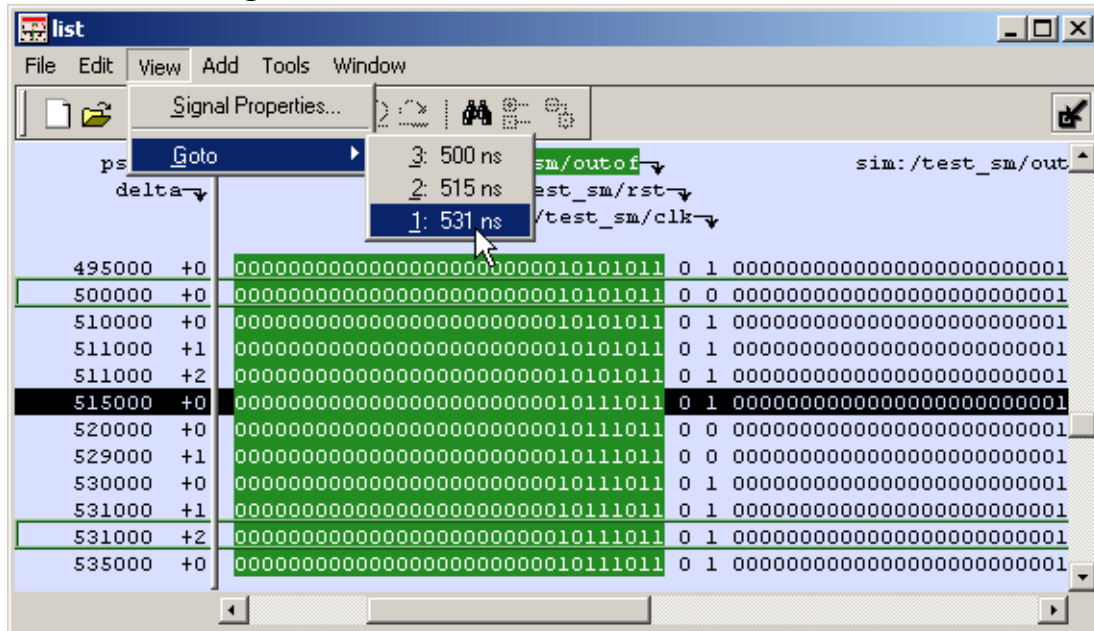 list
File Edit View Add Tools Window
Signal Properties...
Goto
3: 500 ns
2: 515 ns
1: 531 ns
ps
delta
sm/outof
est_sm/rst
/test_sm/clk
sim:/test_sm/out
495000 +0 00000000000000000000000010101011 0 1 0000000000000000000000001
500000 +0 00000000000000000000000010101011 0 0 0000000000000000000000001
510000 +0 00000000000000000000000010101011 0 1 0000000000000000000000001
511000 +1 00000000000000000000000010101011 0 1 0000000000000000000000001
511000 +2 00000000000000000000000010101011 0 1 0000000000000000000000001
515000 +0 00000000000000000000000010111011 0 1 0000000000000000000000001
520000 +0 00000000000000000000000010111011 0 0 0000000000000000000000001
529000 +1 00000000000000000000000010111011 0 0 0000000000000000000000001
530000 +0 00000000000000000000000010111011 0 1 0000000000000000000000001
531000 +1 00000000000000000000000010111011 0 1 0000000000000000000000001
531000 +2 00000000000000000000000010111011 0 1 0000000000000000000000001
535000 +0 00000000000000000000000010111011 0 1 0000000000000000000000001